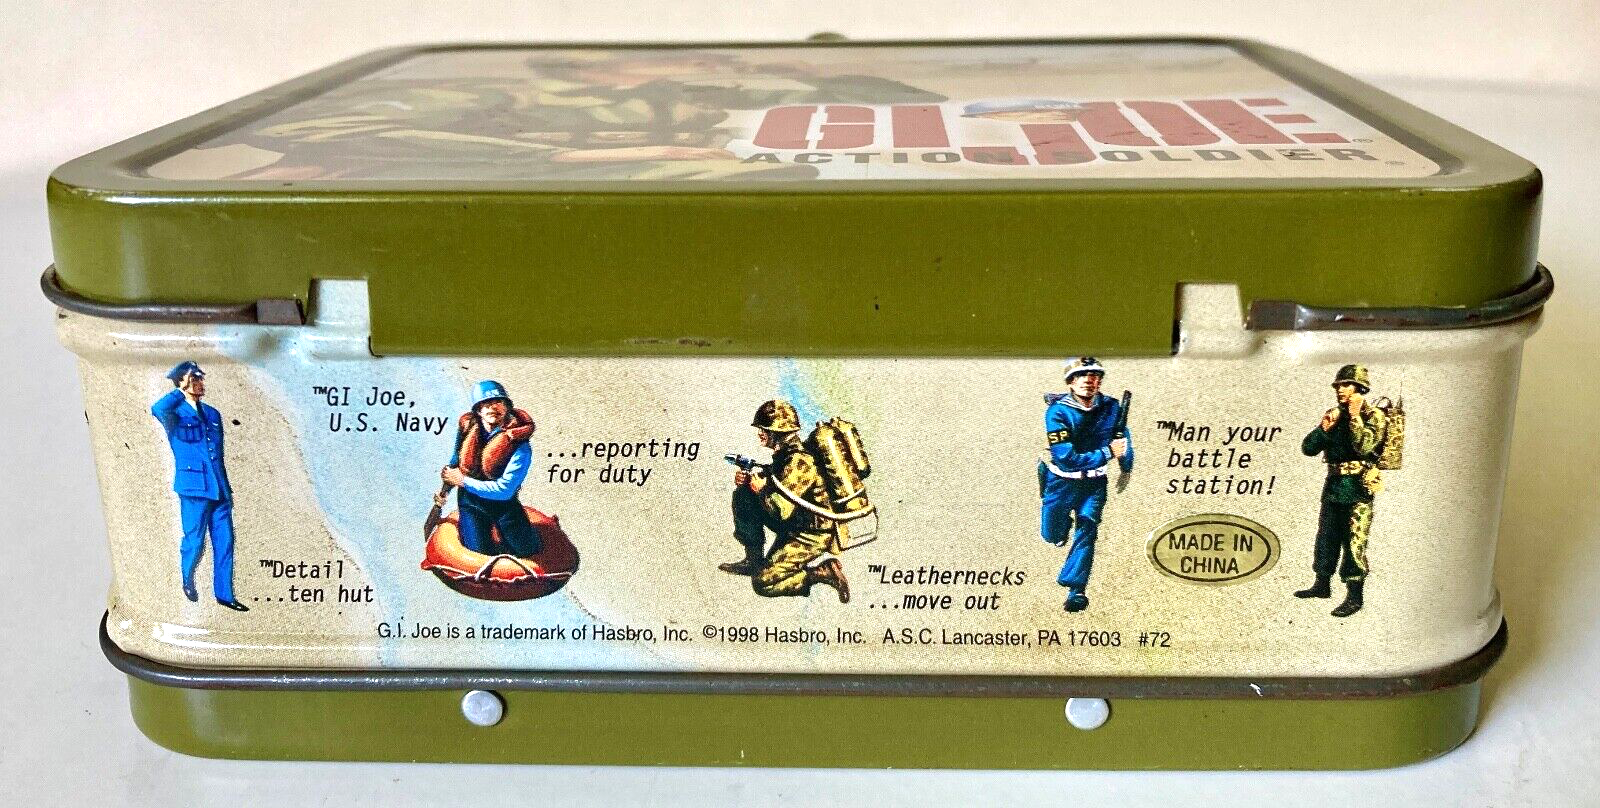 GI JOE®
ACTION SOLDIER®
™GI Joe,
U.S. Navy
...reporting
for duty
™Detail
...ten hut
™Leathernecks
...move out
SP
™Man your
battle
station!
MADE IN
CHINA
G.I. Joe is a trademark of Hasbro, Inc. ©1998 Hasbro, Inc. A.S.C. Lancaster, PA 17603 #72